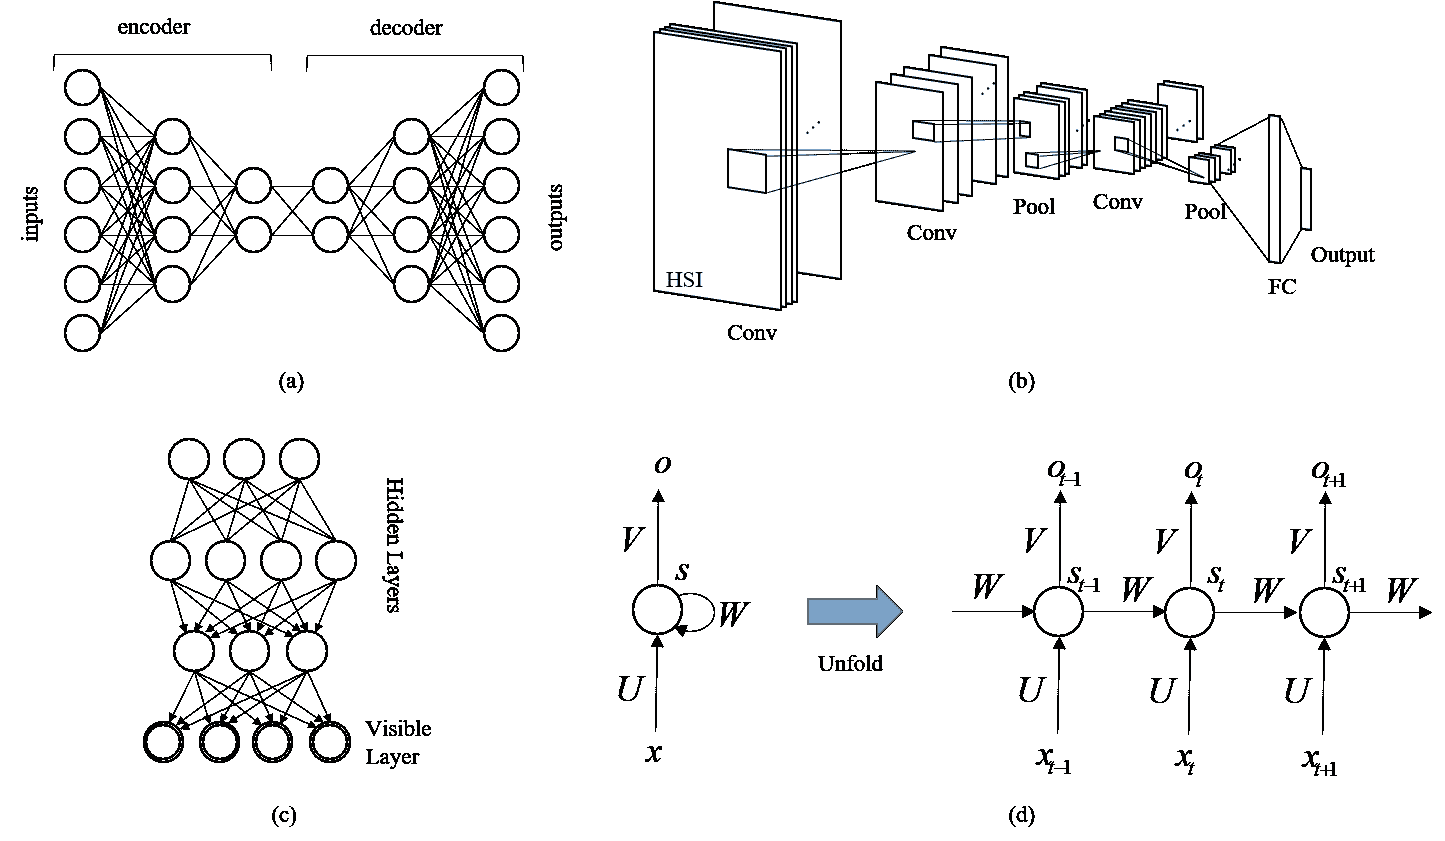 encoder
decoder
inputs
outputs
(a)
HSI
Conv
Conv
Pool
Conv
Pool
FC
Output
(b)
Hidden Layers
Visible
Layer
(c)
o
V
s
W
U
x
Unfold
o_{t-1}
o_t
o_{t+1}
V
V
V
W
s_{t-1}
W
s_t
W
s_{t+1}
W
U
U
U
x_{t-1}
x_t
x_{t+1}
(d)